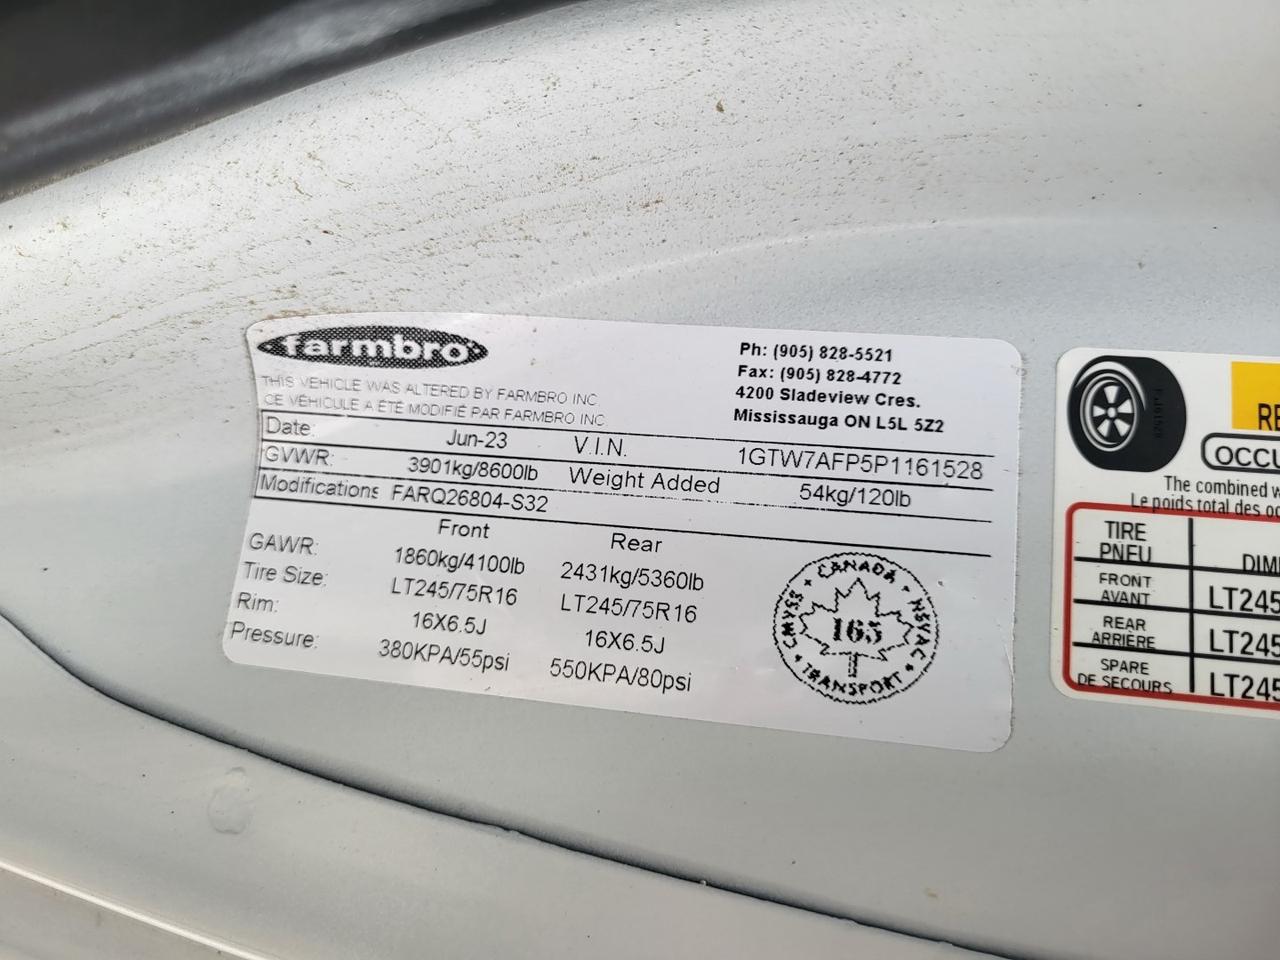 farmbro
THIS VEHICLE WAS ALTERED BY FARMBRO INC.
CE VÉHICULE A ÉTÉ MODIFIÉ PAR FARMBRO INC
Ph: (905) 828-5521
Fax: (905) 828-4772
4200 Sladeview Cres.
Mississauga ON L5L 5Z2
Date: Jun-23 V.I.N. 1GTW7AFP5P1161528
GVWR: 3901kg/8600lb Weight Added 54kg/120lb
Modifications FARQ26804-S32
Front Rear
GAWR: 1860kg/4100lb 2431kg/5360lb
Tire Size: LT245/75R16 LT245/75R16
Rim: 16X6.5J 16X6.5J
Pressure: 380KPA/55psi 550KPA/80psi
CANADA • NSVAC • TRANSPORT • CMVSS
165
RE
OCCU
The combined w
Le poids total des oc
TIRE
PNEU DIM
FRONT
AVANT LT245
REAR
ARRIÈRE LT245
SPARE
DE SECOURS LT245